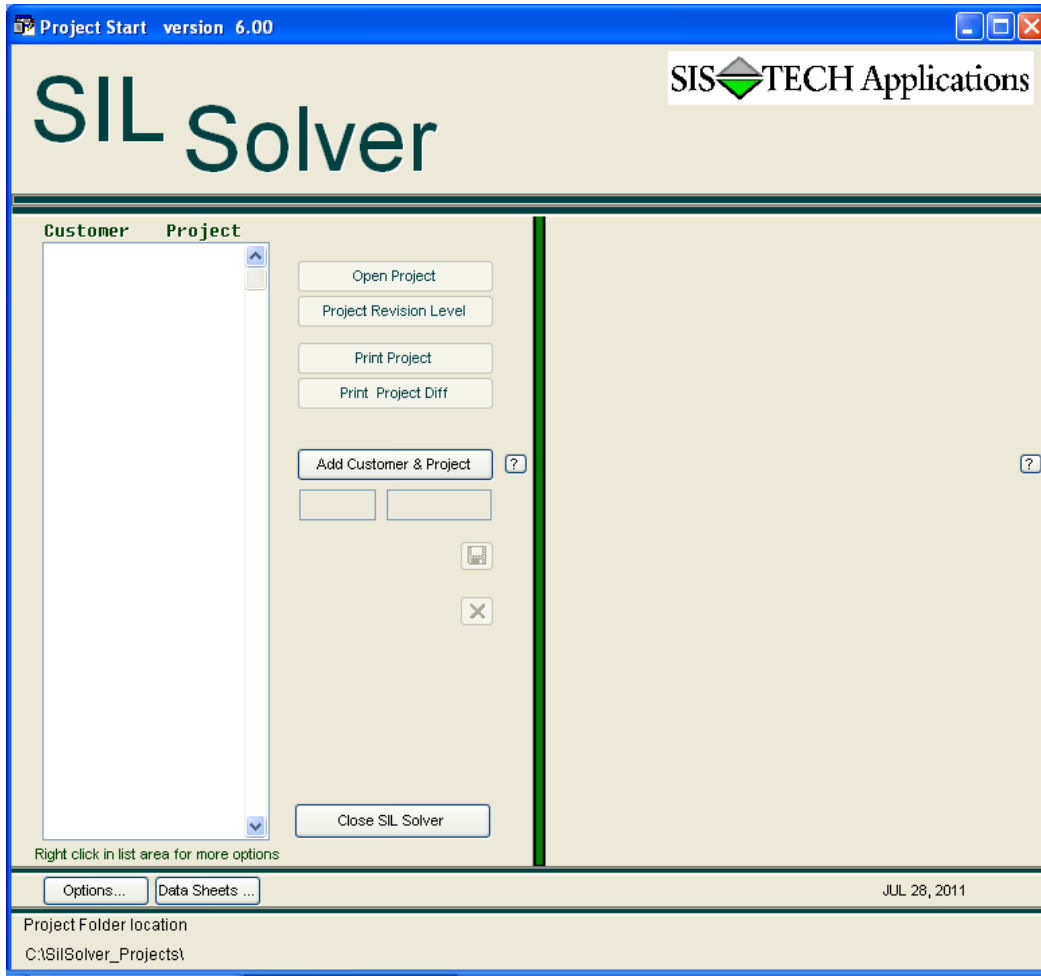 Project Start version 6.00
SIL Solver
SIS TECH Applications
Customer Project
Open Project
Project Revision Level
Print Project
Print Project Diff
Add Customer & Project
?
?
Close SIL Solver
Right click in list area for more options
Options...
Data Sheets ...
JUL 28, 2011
Project Folder location
C:\SilSolver_Projects\